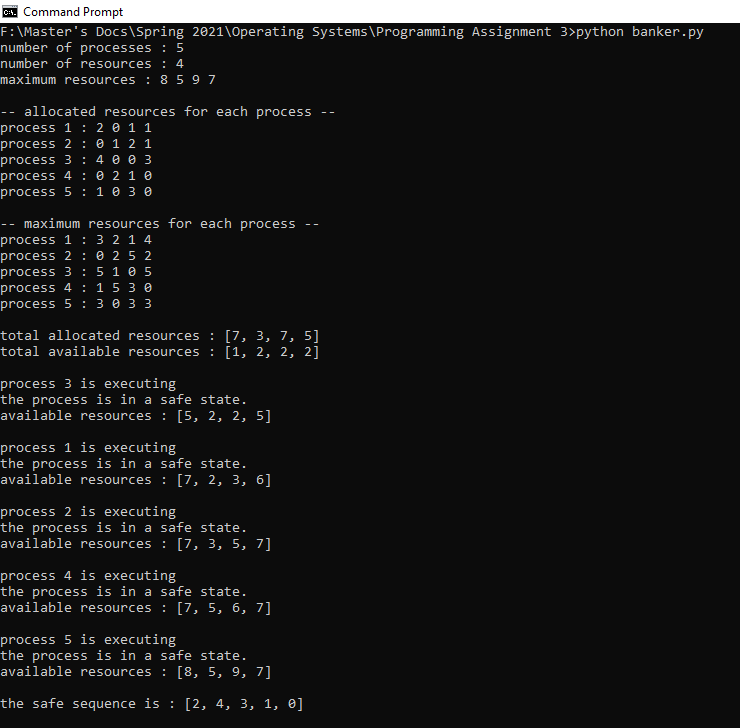 Command Prompt
F:\Master's Docs\Spring 2021\Operating Systems\Programming Assignment 3>python banker.py
number of processes : 5
number of resources : 4
maximum resources : 8 5 9 7
-- allocated resources for each process --
process 1 : 2 0 1 1
process 2 : 0 1 2 1
process 3 : 4 0 0 3
process 4 : 0 2 1 0
process 5 : 1 0 3 0
-- maximum resources for each process --
process 1 : 3 2 1 4
process 2 : 0 2 5 2
process 3 : 5 1 0 5
process 4 : 1 5 3 0
process 5 : 3 0 3 3
total allocated resources : [7, 3, 7, 5]
total available resources : [1, 2, 2, 2]
process 3 is executing
the process is in a safe state.
available resources : [5, 2, 2, 5]
process 1 is executing
the process is in a safe state.
available resources : [7, 2, 3, 6]
process 2 is executing
the process is in a safe state.
available resources : [7, 3, 5, 7]
process 4 is executing
the process is in a safe state.
available resources : [7, 5, 6, 7]
process 5 is executing
the process is in a safe state.
available resources : [8, 5, 9, 7]
the safe sequence is : [2, 4, 3, 1, 0]